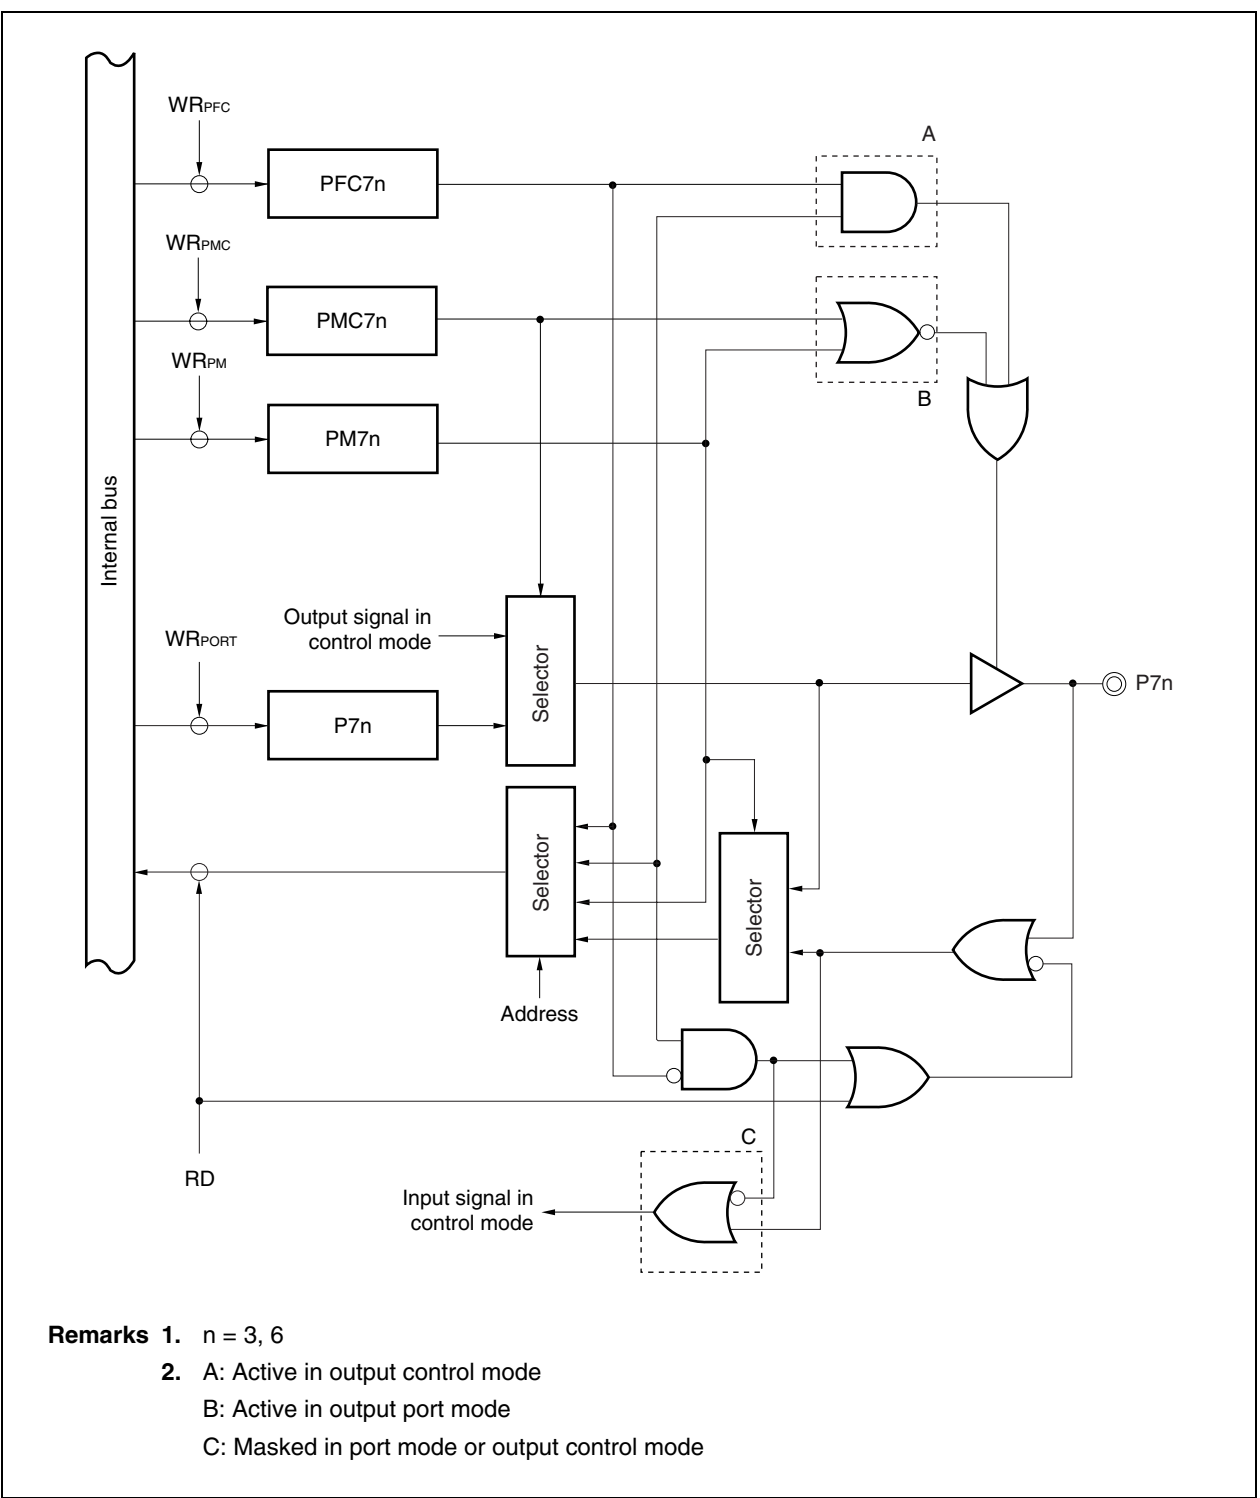 WRPFC
A
PFC7n
WRPMC
PMC7n
WRPM
B
PM7n
Internal bus
Output signal in
control mode
Selector
WRPORT
P7n
P7n
Selector
Selector
Address
C
RD
Input signal in
control mode
Remarks 1. n = 3, 6
2. A: Active in output control mode
B: Active in output port mode
C: Masked in port mode or output control mode